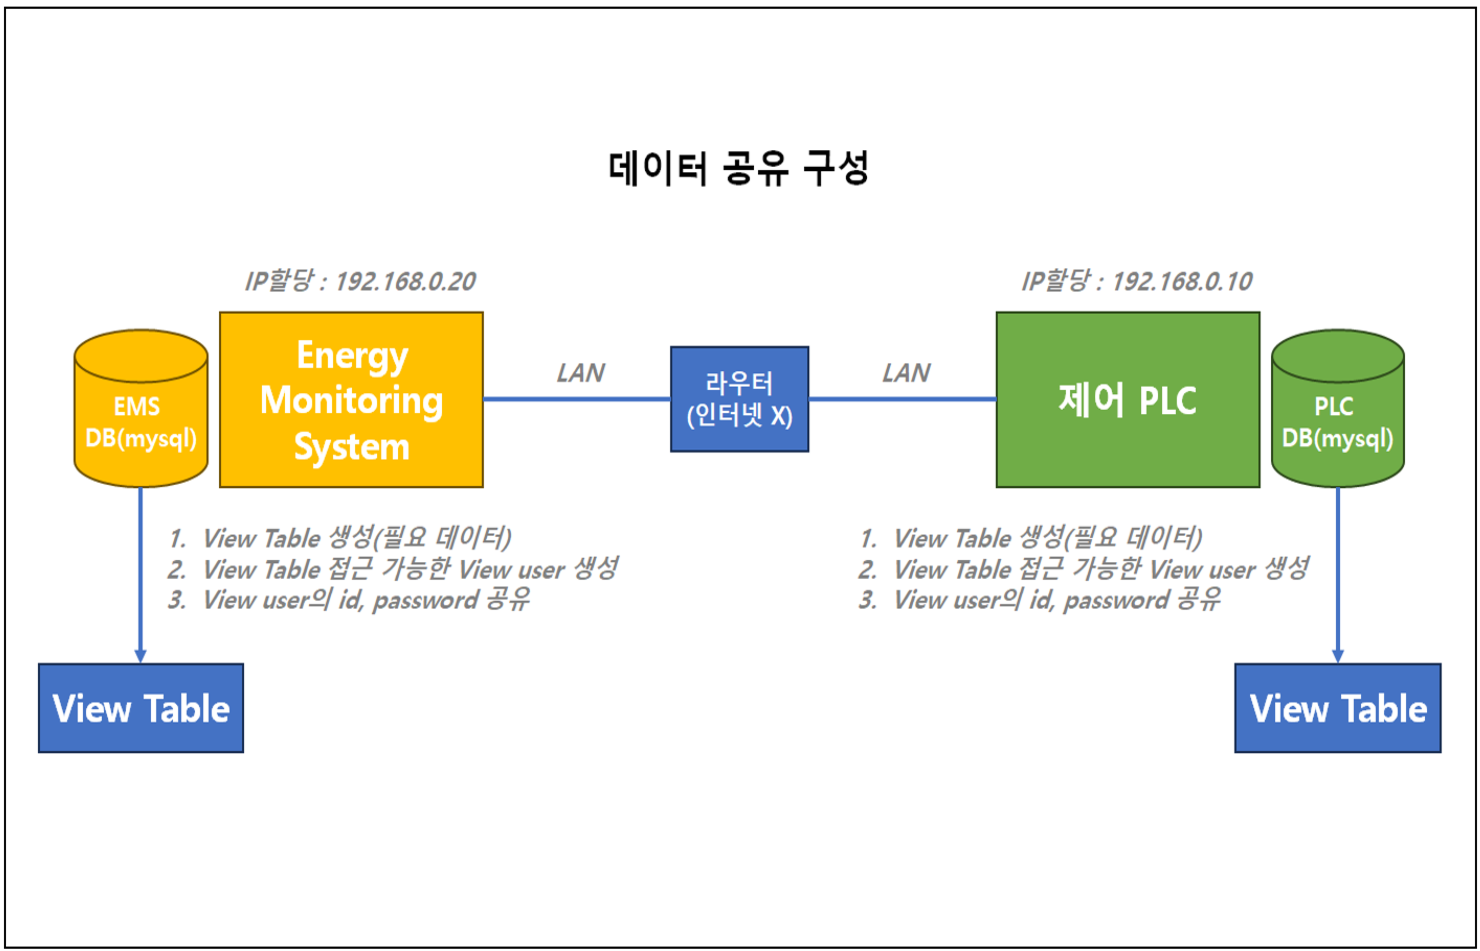 데이터 공유 구성
IP할당 : 192.168.0.20
IP할당 : 192.168.0.10
EMS
DB(mysql)
Energy
Monitoring
System
LAN
라우터
(인터넷 X)
LAN
제어 PLC
PLC
DB(mysql)
1. View Table 생성(필요 데이터)
2. View Table 접근 가능한 View user 생성
3. View user의 id, password 공유
1. View Table 생성(필요 데이터)
2. View Table 접근 가능한 View user 생성
3. View user의 id, password 공유
View Table
View Table